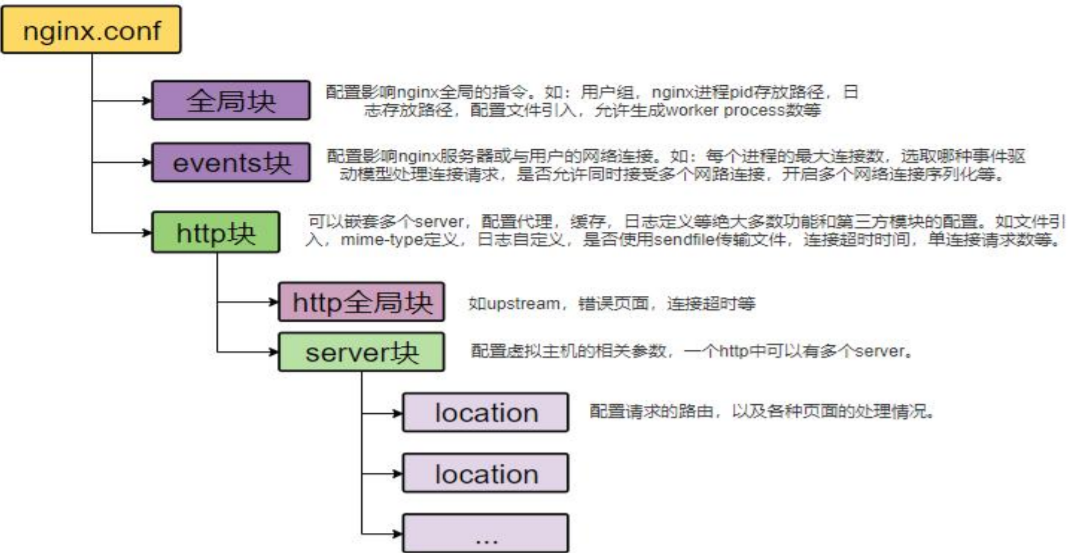 nginx.conf
全局块
配置影响nginx全局的指令。如：用户组，nginx进程pid存放路径，日
志存放路径，配置文件引入，允许生成worker process数等
events块
配置影响nginx服务器或与用户的网络连接。如：每个进程的最大连接数，选取哪种事件驱
动模型处理连接请求，是否允许同时接受多个网路连接，开启多个网络连接序列化等。
http块
可以嵌套多个server，配置代理，缓存，日志定义等绝大多数功能和第三方模块的配置。如文件引
入，mime-type定义，日志自定义，是否使用sendfile传输文件，连接超时时间，单连接请求数等。
http全局块
如upstream，错误页面，连接超时等
server块
配置虚拟主机的相关参数，一个http中可以有多个server。
location
配置请求的路由，以及各种页面的处理情况。
location
...